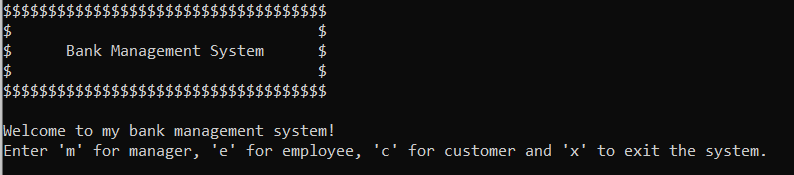 $$$$$$$$$$$$$$$$$$$$$$$$$$$$$$$$$$$$
$                                  $
$      Bank Management System      $
$                                  $
$$$$$$$$$$$$$$$$$$$$$$$$$$$$$$$$$$$$
Welcome to my bank management system!
Enter 'm' for manager, 'e' for employee, 'c' for customer and 'x' to exit the system.